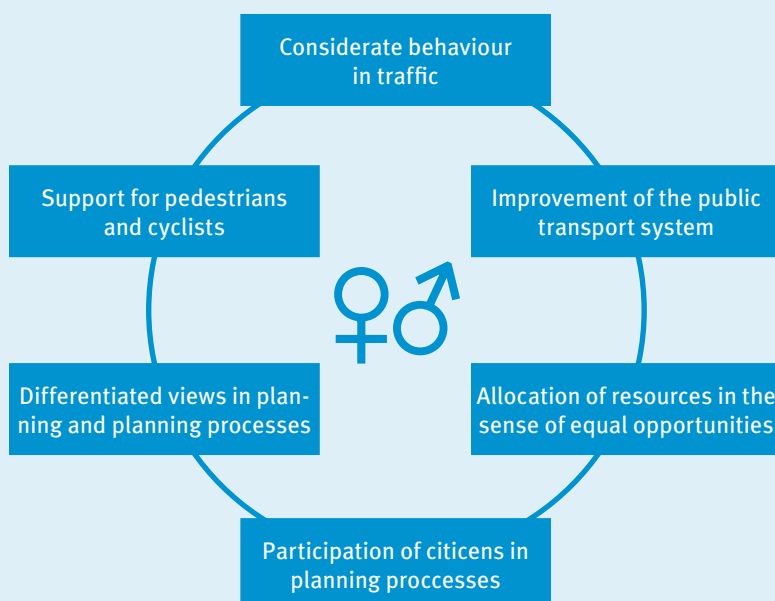 Considerate behaviour
in traffic
Support for pedestrians
and cyclists
Improvement of the public
transport system
Differentiated views in plan-
ning and planning processes
Allocation of resources in the
sense of equal opportunities
Participation of citicens in
planning proccesses